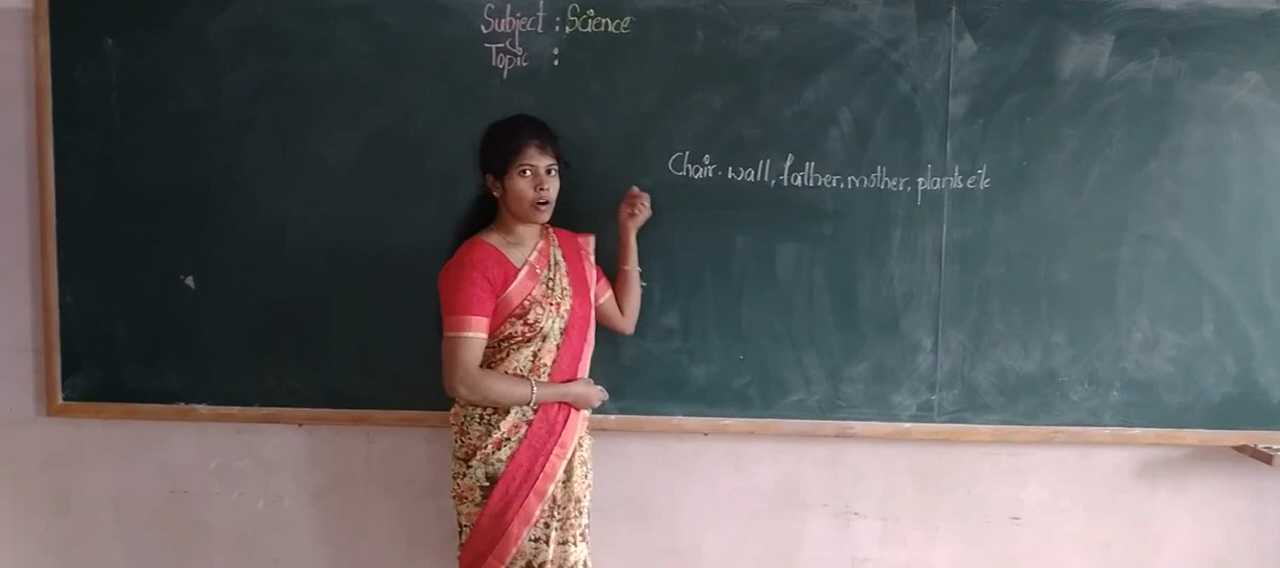 Subject : Science
Topic :
Chair. wall, father, mother, plants etc